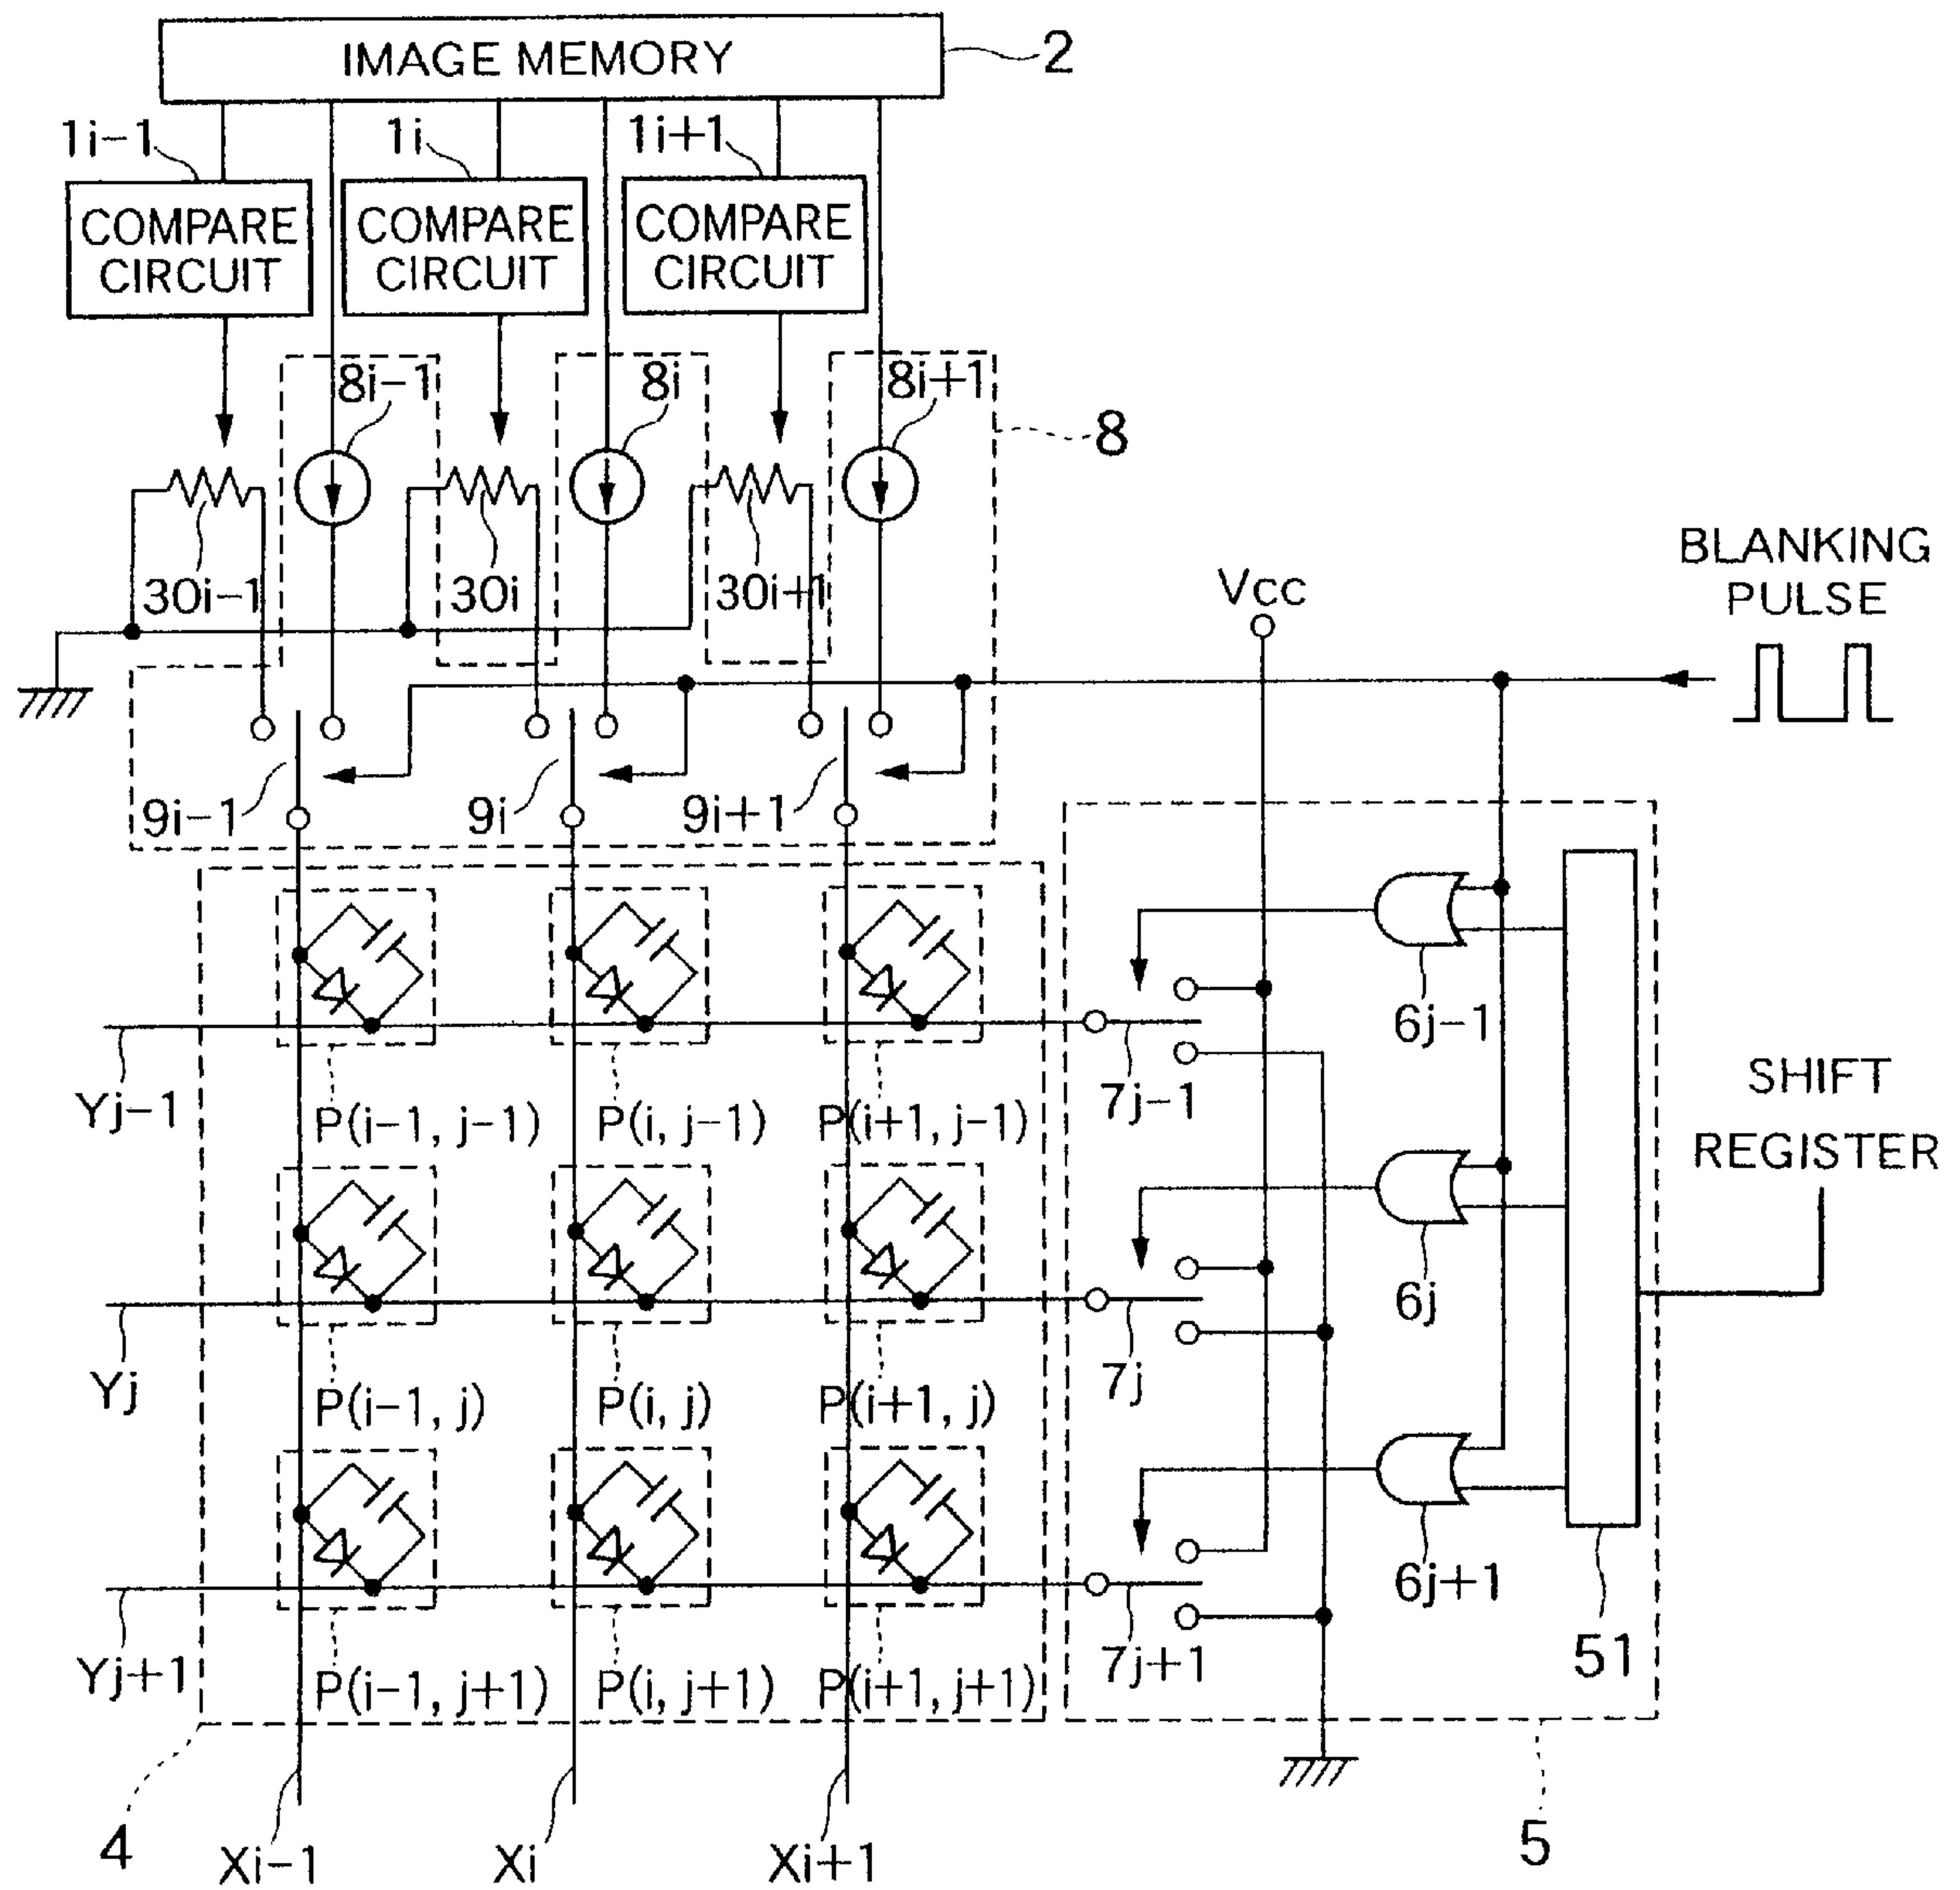 IMAGE MEMORY
2
1i-1
1i
1i+1
COMPARE
CIRCUIT
COMPARE
CIRCUIT
COMPARE
CIRCUIT
8i-1
8i
8i+1
8
30i-1
30i
30i+1
VCC
BLANKING
PULSE
9i-1
9i
9i+1
6j-1
Yj-1
7j-1
P(i-1, j-1)
P(i, j-1)
P(i+1, j-1)
SHIFT
REGISTER
6j
Yj
7j
P(i-1, j)
P(i, j)
P(i+1, j)
6j+1
Yj+1
7j+1
51
P(i-1, j+1)
P(i, j+1)
P(i+1, j+1)
4
Xi-1
Xi
Xi+1
5